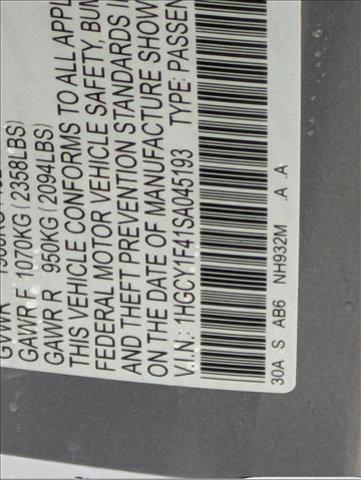 GVWR
GAWR F 1070KG (2358LBS)
GAWR R 950KG (2094LBS)
THIS VEHICLE CONFORMS TO ALL APPL
FEDERAL MOTOR VEHICLE SAFETY, BUM
AND THEFT PREVENTION STANDARDS I
ON THE DATE OF MANUFACTURE SHOW
V.I.N: 1HGCY1F41SA045193 TYPE: PASSEN
30A S AB6 NH932M .A .A